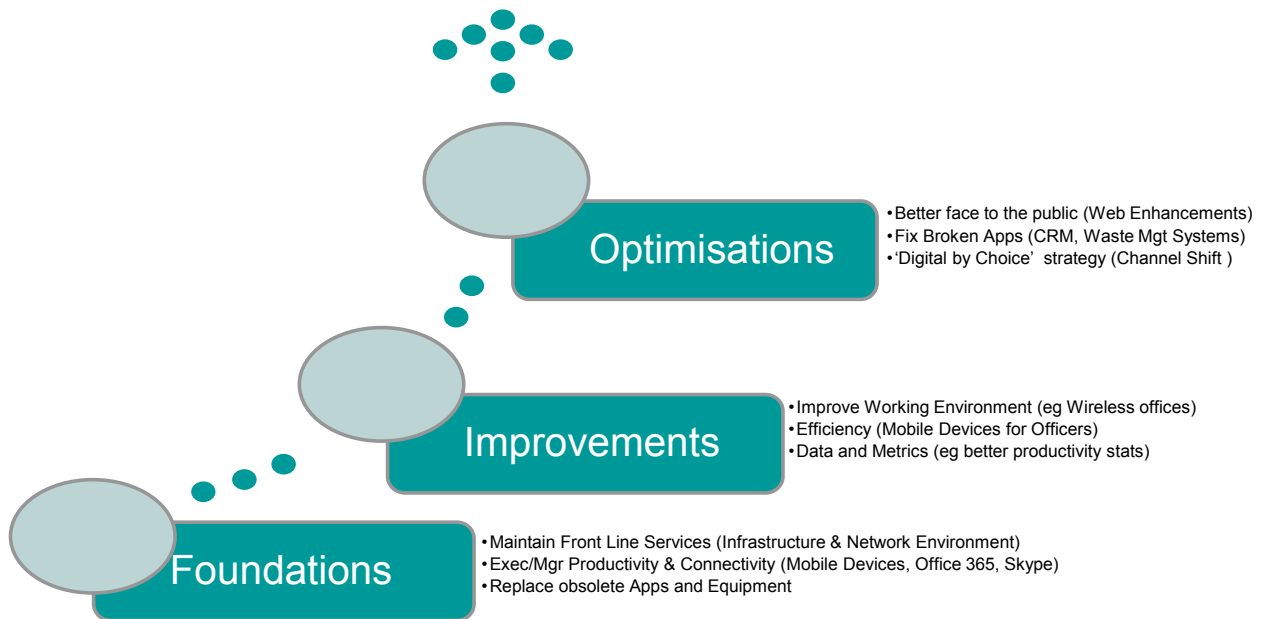 Optimisations
•Better face to the public (Web Enhancements)
•Fix Broken Apps (CRM, Waste Mgt Systems)
•‘Digital by Choice’ strategy (Channel Shift )
Improvements
•Improve Working Environment (eg Wireless offices)
•Efficiency (Mobile Devices for Officers)
•Data and Metrics (eg better productivity stats)
Foundations
•Maintain Front Line Services (Infrastructure & Network Environment)
•Exec/Mgr Productivity & Connectivity (Mobile Devices, Office 365, Skype)
•Replace obsolete Apps and Equipment